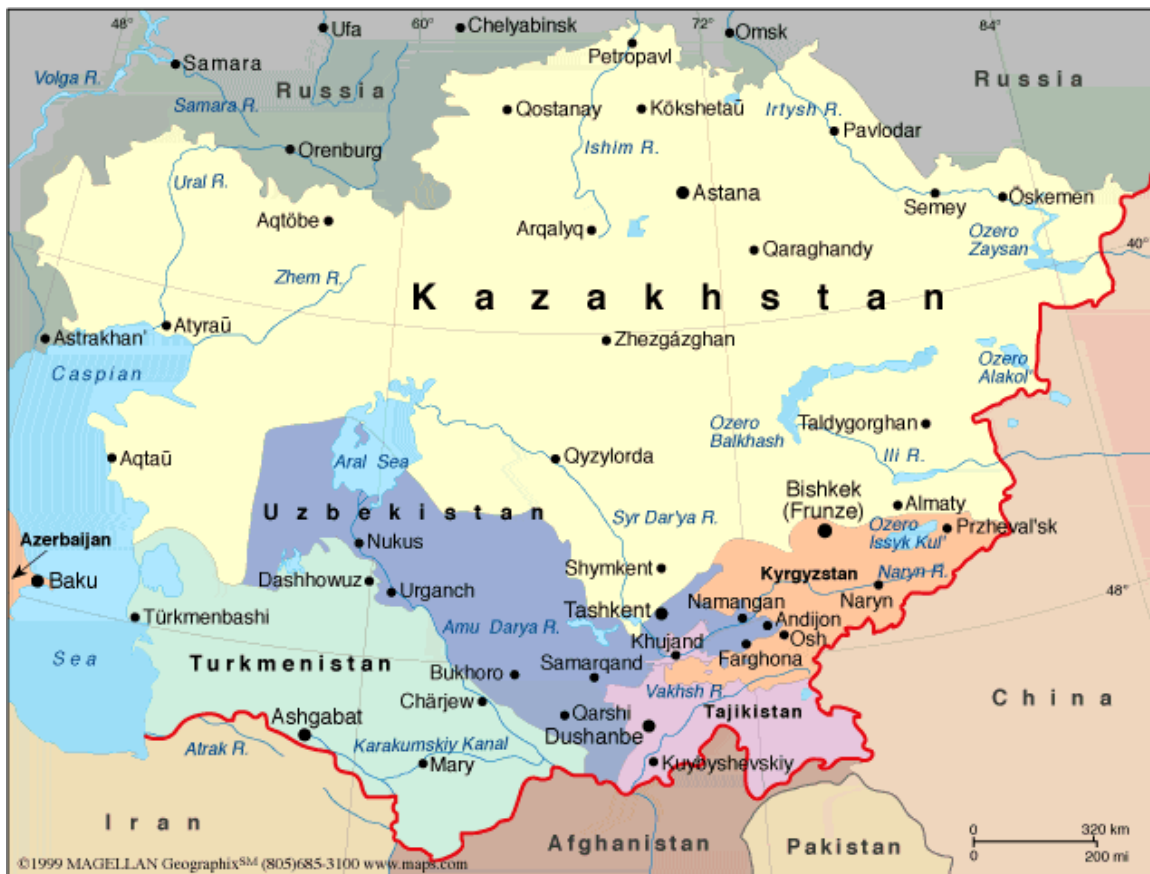 48°
60°
72°
84°
Ufa
Chelyabinsk
Omsk
Petropavl
Volga R.
Samara
Russia
Russia
Samara R.
Qostanay
Kökshetaū
Irtysh R.
Pavlodar
Orenburg
Ishim R.
Ural R.
Astana
Semey
Öskemen
Aqtöbe
Arqalyq
Ozero
Zaysan
40°
Qaraghandy
Zhem R.
Kazakhstan
Astrakhan'
Atyraū
Zhezgázghan
Caspian
Ozero
Alakol'
Ozero
Balkhash
Taldygorghan
Ili R.
Aqtaū
Aral Sea
Qyzylorda
Bishkek
(Frunze)
Almaty
Uzbekistan
Syr Dar'ya R.
Ozero
Issyk Kul'
Przheval'sk
Azerbaijan
Nukus
Baku
Dashhowuz
Urganch
Shymkent
Kyrgyzstan
Naryn R.
Naryn
48°
Türkmenbashi
Tashkent
Namangan
Andijon
Amu Darya R.
Khujand
Osh
Farghona
Sea
Turkmenistan
Bukhoro
Samarqand
Vakhsh R.
China
Chärjew
Qarshi
Tajikistan
Ashgabat
Dushanbe
Atrak R.
Karakumskiy Kanal
Mary
Kuybyshevskiy
Iran
Afghanistan
Pakistan
0 320 km
0 200 mi
©1999 MAGELLAN Geographix℠ (805)685-3100 www.maps.com